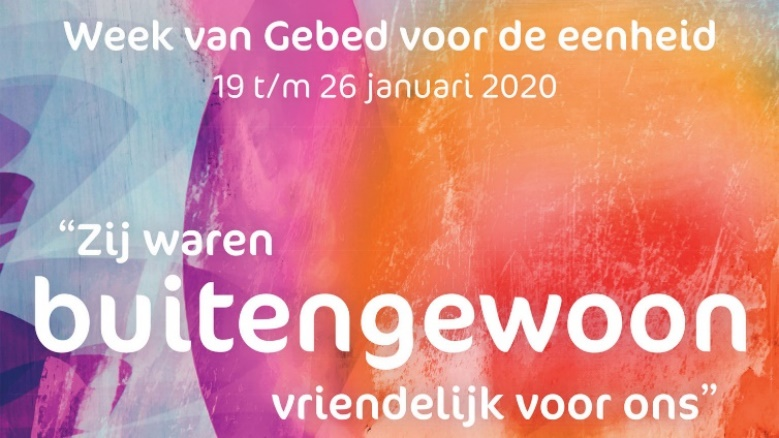 Week van Gebed voor de eenheid
19 t/m 26 januari 2020
“Zij waren
buitengewoon
vriendelijk voor ons”